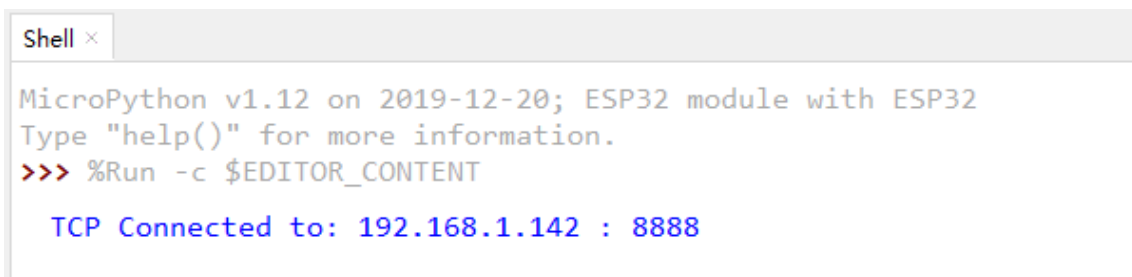 Shell ×
MicroPython v1.12 on 2019-12-20; ESP32 module with ESP32
Type "help()" for more information.
>>> %Run -c $EDITOR_CONTENT
TCP Connected to: 192.168.1.142 : 8888